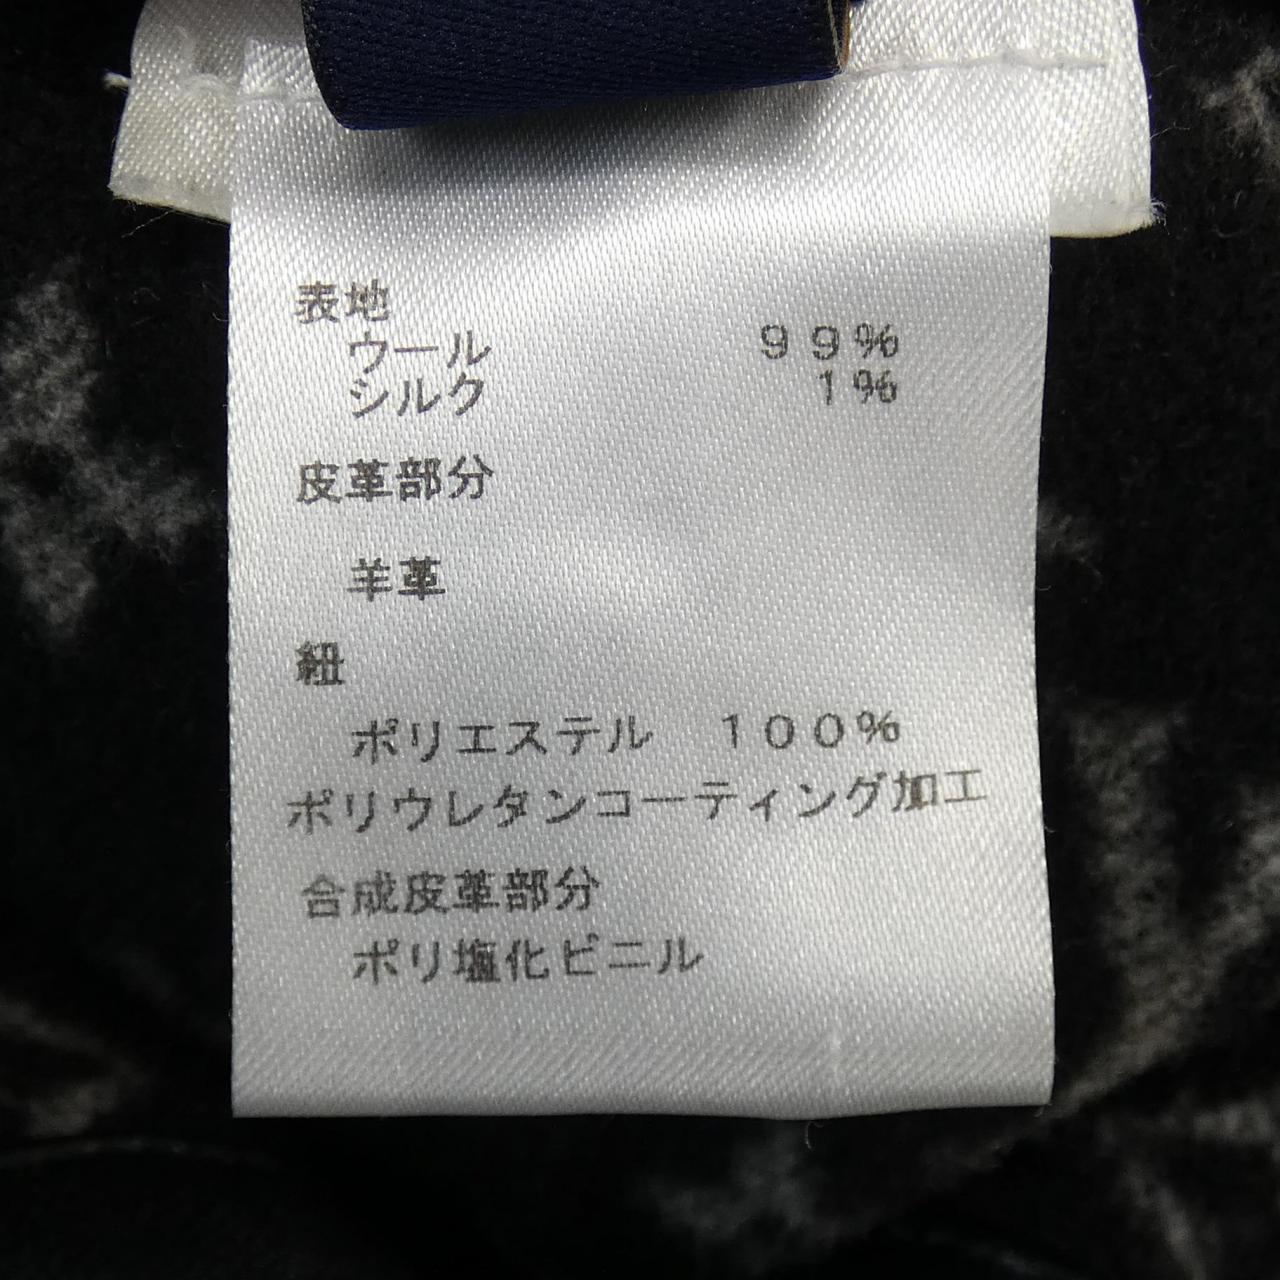 表地
ウール ９９％
シルク １％
皮革部分
羊革
紐
ポリエステル １００％
ポリウレタンコーティング加工
合成皮革部分
ポリ塩化ビニル